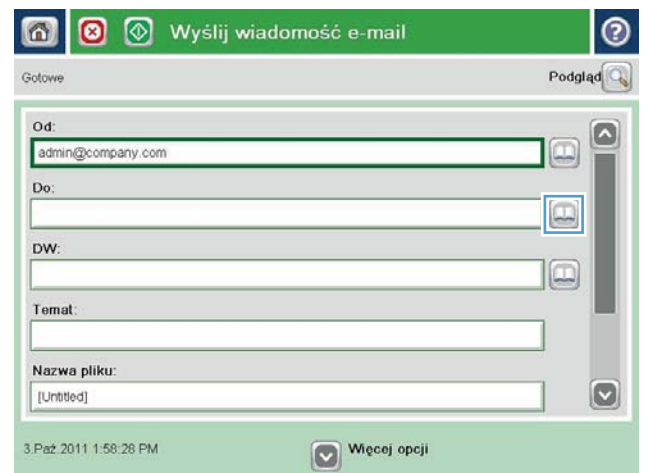 Wyślij wiadomość e-mail
Gotowe
Podgląd
Od:
admin@company.com
Do:
DW:
Temat:
Nazwa pliku:
[Untitled]
3.Paź.2011 1:58:28 PM
Więcej opcji